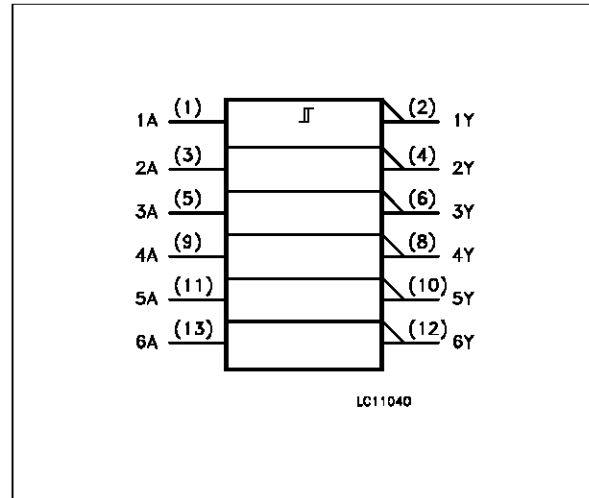 1A (1) (2) 1Y
2A (3) (4) 2Y
3A (5) (6) 3Y
4A (9) (8) 4Y
5A (11) (10) 5Y
6A (13) (12) 6Y
LC11040